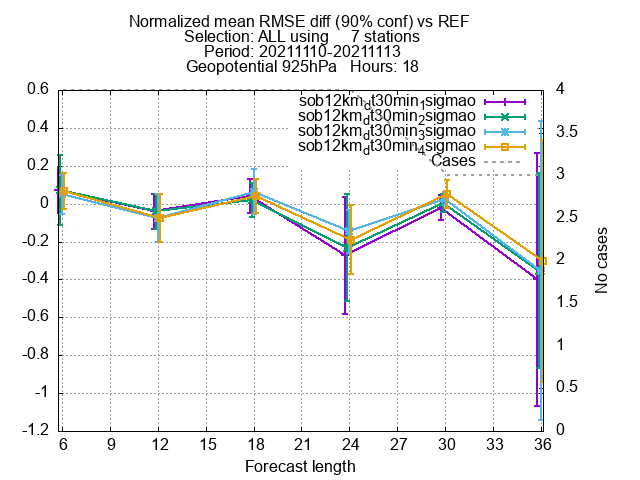 Normalized mean RMSE diff (90% conf) vs REF
Selection: ALL using     7 stations
Period: 20211110-20211113
Geopotential 925hPa   Hours: 18
sob12km_dt30min_1sigmao
sob12km_dt30min_2sigmao
sob12km_dt30min_3sigmao
sob12km_dt30min_4sigmao
Cases
0.6
0.4
0.2
0
-0.2
-0.4
-0.6
-0.8
-1
-1.2
4
3.5
3
2.5
2
1.5
1
0.5
0
No cases
6 9 12 15 18 21 24 27 30 33 36
Forecast length